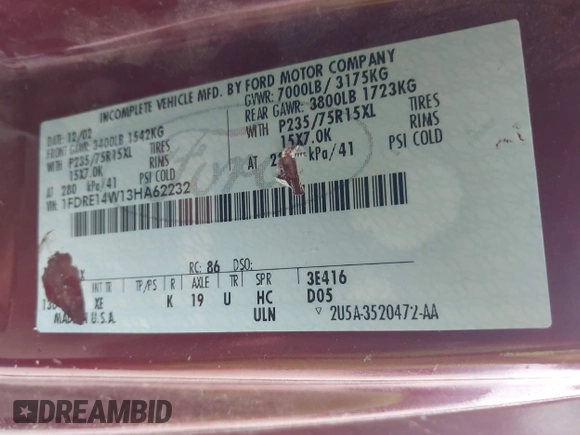 INCOMPLETE VEHICLE MFD. BY FORD MOTOR COMPANY
DATE: 12/02 GVWR: 7000LB/ 3175KG
FRONT GAWR: 3400LB 1542KG REAR GAWR: 3800LB 1723KG
WITH P235/75R15XL TIRES WITH P235/75R15XL TIRES
15X7.0K RIMS 15X7.0K RIMS
AT 280 kPa/41 PSI COLD AT kPa/41 PSI COLD
VIN: 1FDRE14W13HA62232
Ford
RC: 86 DSO:
INT TR TP/PS R AXLE TR SPR 3E416
XE K 19 U HC D05
MADE IN U.S.A. ULN ▽ 2U5A-3520472-AA
DREAMBID